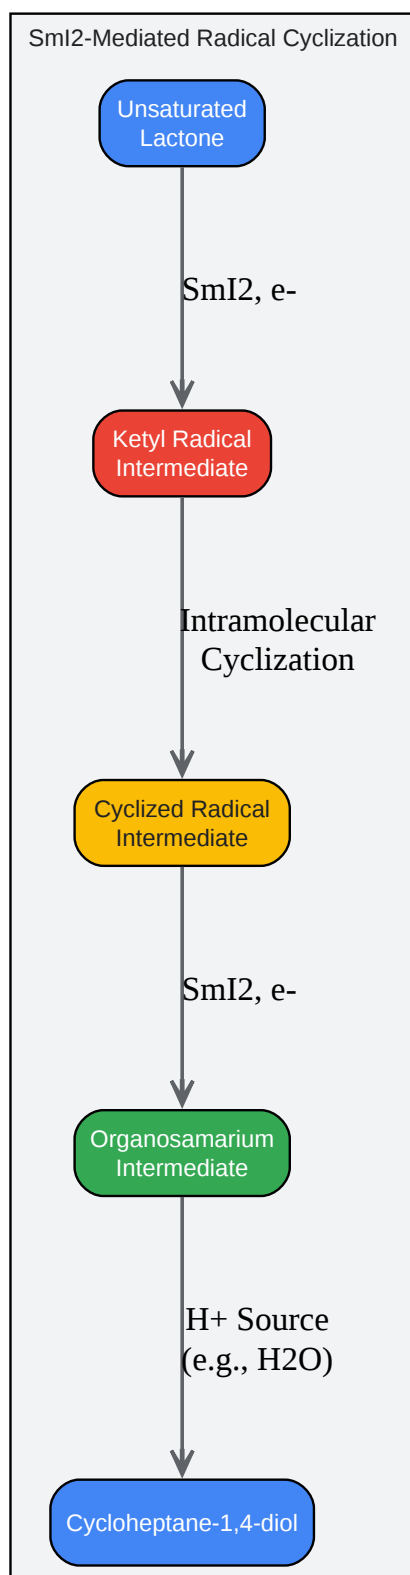 SmI2-Mediated Radical Cyclization
Unsaturated
Lactone
SmI2, e-
Ketyl Radical
Intermediate
Intramolecular
Cyclization
Cyclized Radical
Intermediate
SmI2, e-
Organosamarium
Intermediate
H+ Source
(e.g., H2O)
Cycloheptane-1,4-diol